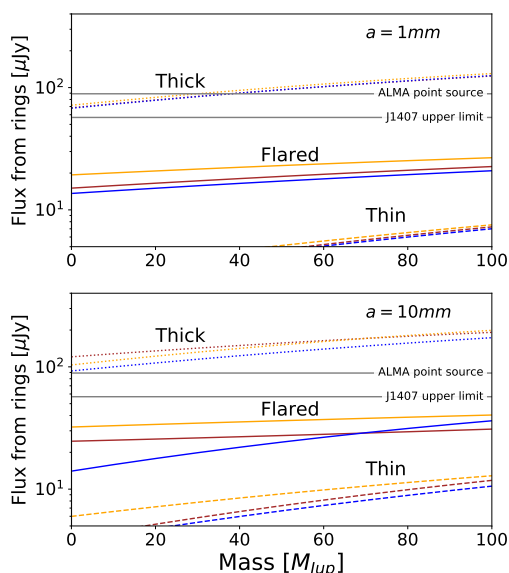 a = 1mm
10²
Thick
ALMA point source
J1407 upper limit
Flared
10¹
Thin
Flux from rings [μJy]
0 20 40 60 80 100
a = 10mm
Thick
10²
ALMA point source
J1407 upper limit
Flared
Thin
10¹
Flux from rings [μJy]
0 20 40 60 80 100
Mass [M_Jup]